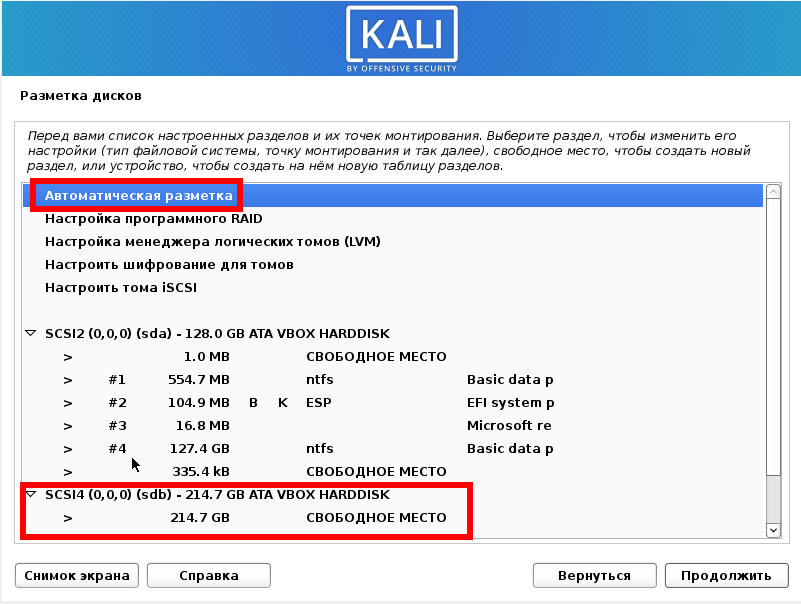 KALI
BY OFFENSIVE SECURITY
Разметка дисков
Перед вами список настроенных разделов и их точек монтирования. Выберите раздел, чтобы изменить его
настройки (тип файловой системы, точку монтирования и так далее), свободное место, чтобы создать новый
раздел, или устройство, чтобы создать на нём новую таблицу разделов.
Автоматическая разметка
Настройка программного RAID
Настройка менеджера логических томов (LVM)
Настроить шифрование для томов
Настроить тома iSCSI
SCSI2 (0,0,0) (sda) - 128.0 GB ATA VBOX HARDDISK
> 1.0 MB СВОБОДНОЕ МЕСТО
> #1 554.7 MB ntfs Basic data p
> #2 104.9 MB B K ESP EFI system p
> #3 16.8 MB Microsoft re
> #4 127.4 GB ntfs Basic data p
> 335.4 kB СВОБОДНОЕ МЕСТО
SCSI4 (0,0,0) (sdb) - 214.7 GB ATA VBOX HARDDISK
> 214.7 GB СВОБОДНОЕ МЕСТО
Снимок экрана Справка Вернуться Продолжить